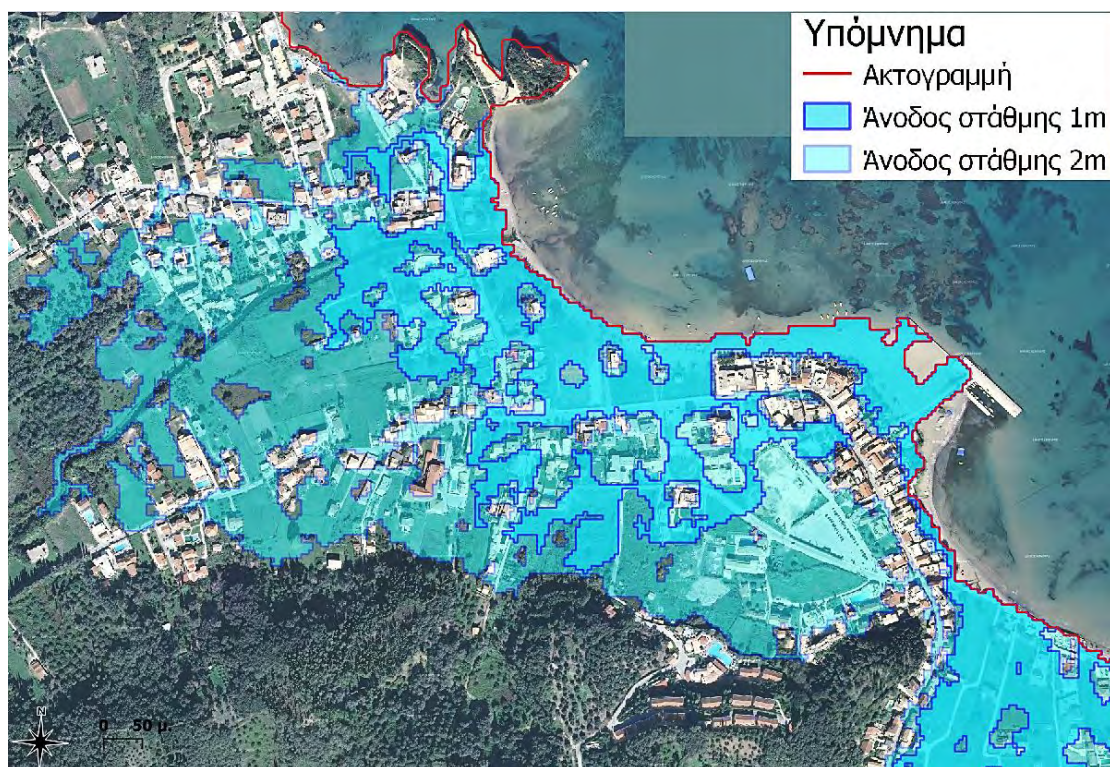 Υπόμνημα
Ακτογραμμή
Άνοδος στάθμης 1m
Άνοδος στάθμης 2m
N
0 50 μ.